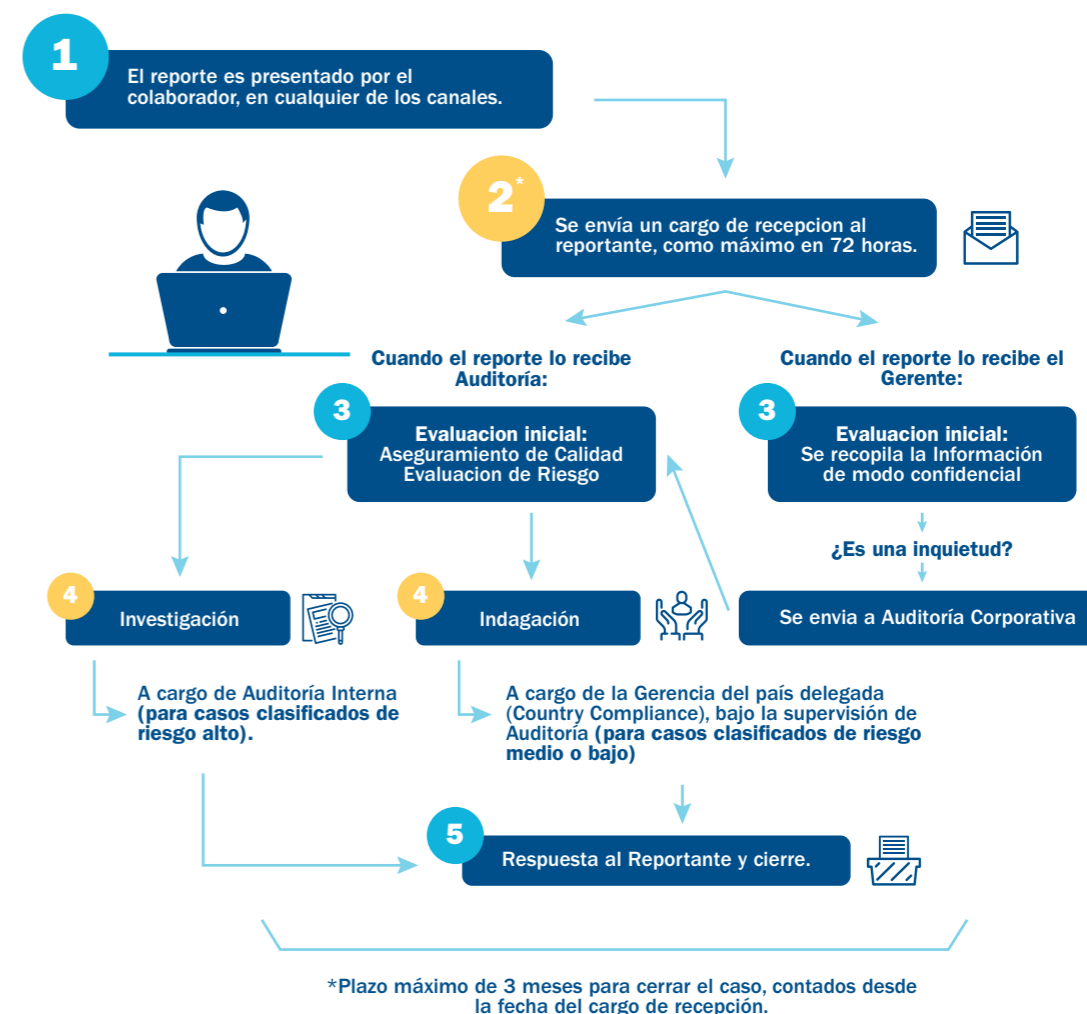 1
El reporte es presentado por el
colaborador, en cualquier de los canales.
2*
Se envía un cargo de recepcion al
reportante, como máximo en 72 horas.
Cuando el reporte lo recibe
Auditoría:
3
Evaluacion inicial:
Aseguramiento de Calidad
Evaluacion de Riesgo
Cuando el reporte lo recibe el
Gerente:
3
Evaluacion inicial:
Se recopila la Información
de modo confidencial
¿Es una inquietud?
Se envia a Auditoría Corporativa
4
Investigación
A cargo de Auditoría Interna
(para casos clasificados de
riesgo alto).
4
Indagación
A cargo de la Gerencia del país delegada
(Country Compliance), bajo la supervisión de
Auditoría (para casos clasificados de riesgo
medio o bajo)
5
Respuesta al Reportante y cierre.
*Plazo máximo de 3 meses para cerrar el caso, contados desde
la fecha del cargo de recepción.